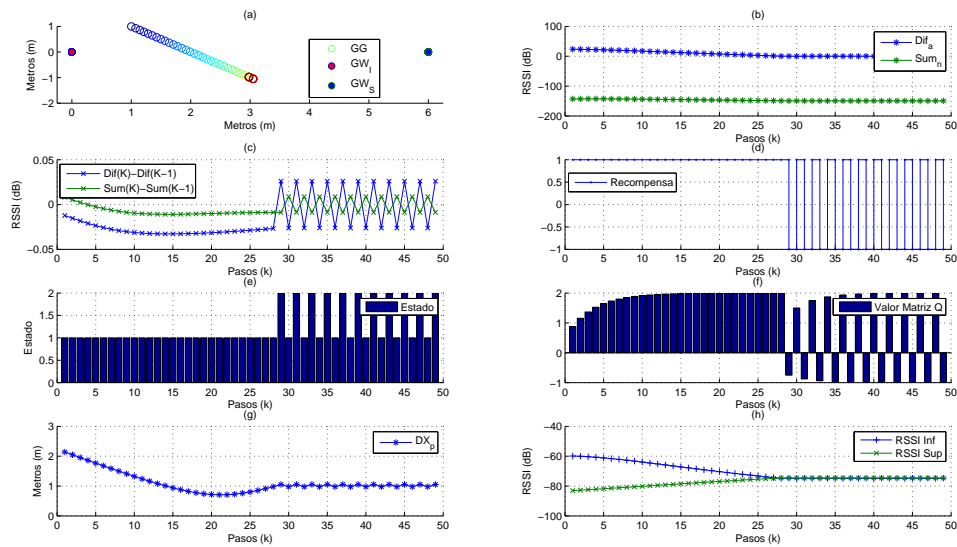 (a)
Metros (m)
1
0
−1
−2
0
1
2
3
4
5
6
Metros (m)
GG
GW_I
GW_S
(b)
RSSI (dB)
100
0
−100
−200
0 5 10 15 20 25 30 35 40 45 50
Pasos (k)
Dif_a
Sum_n
(c)
RSSI (dB)
0.05
0
−0.05
0 5 10 15 20 25 30 35 40 45 50
Pasos (k)
Dif(K)−Dif(K−1)
Sum(K)−Sum(K−1)
(d)
1
0.5
0
−0.5
−1
0 5 10 15 20 25 30 35 40 45 50
Pasos (k)
Recompensa
(e)
Estado
2
1.5
1
0.5
0
0 5 10 15 20 25 30 35 40 45 50
Pasos (k)
Estado
(f)
2
1
0
−1
0 5 10 15 20 25 30 35 40 45 50
Pasos (k)
Valor Matriz Q
(g)
Metros (m)
3
2
1
0
0 5 10 15 20 25 30 35 40 45 50
Pasos (k)
DX_p
(h)
RSSI (dB)
−40
−60
−80
−100
0 5 10 15 20 25 30 35 40 45 50
Pasos (k)
RSSI Inf
RSSI Sup